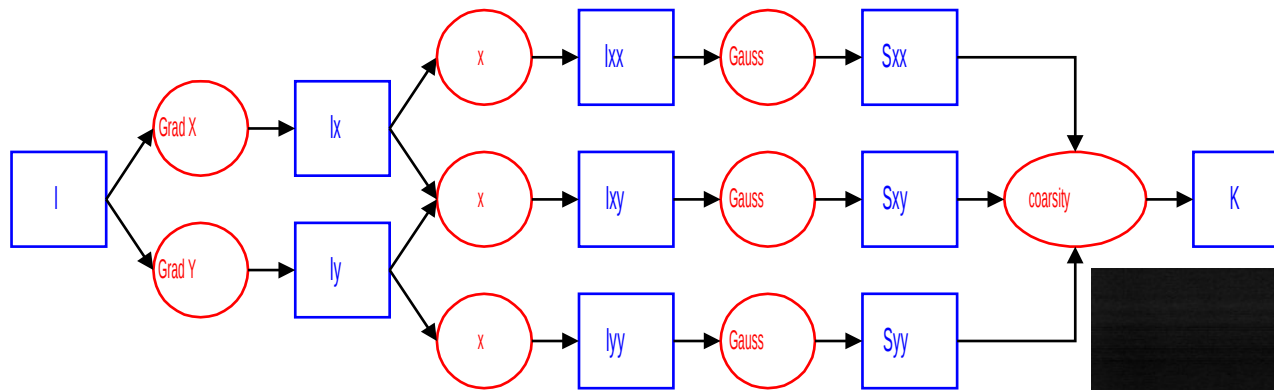 x
Ixx
Gauss
Sxx
Grad X
Ix
I
x
Ixy
Gauss
Sxy
coarsity
K
Grad Y
Iy
x
Iyy
Gauss
Syy